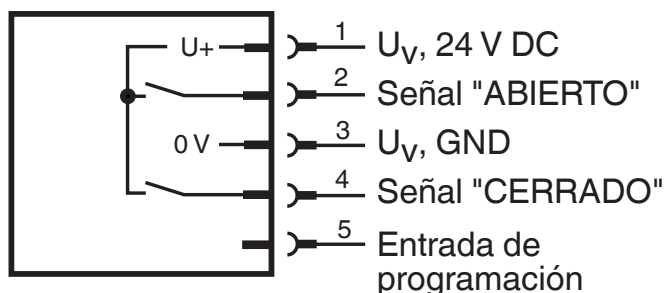 U+ 1 Uv, 24 V DC
2 Señal "ABIERTO"
0 V 3 Uv, GND
4 Señal "CERRADO"
5 Entrada de
programación